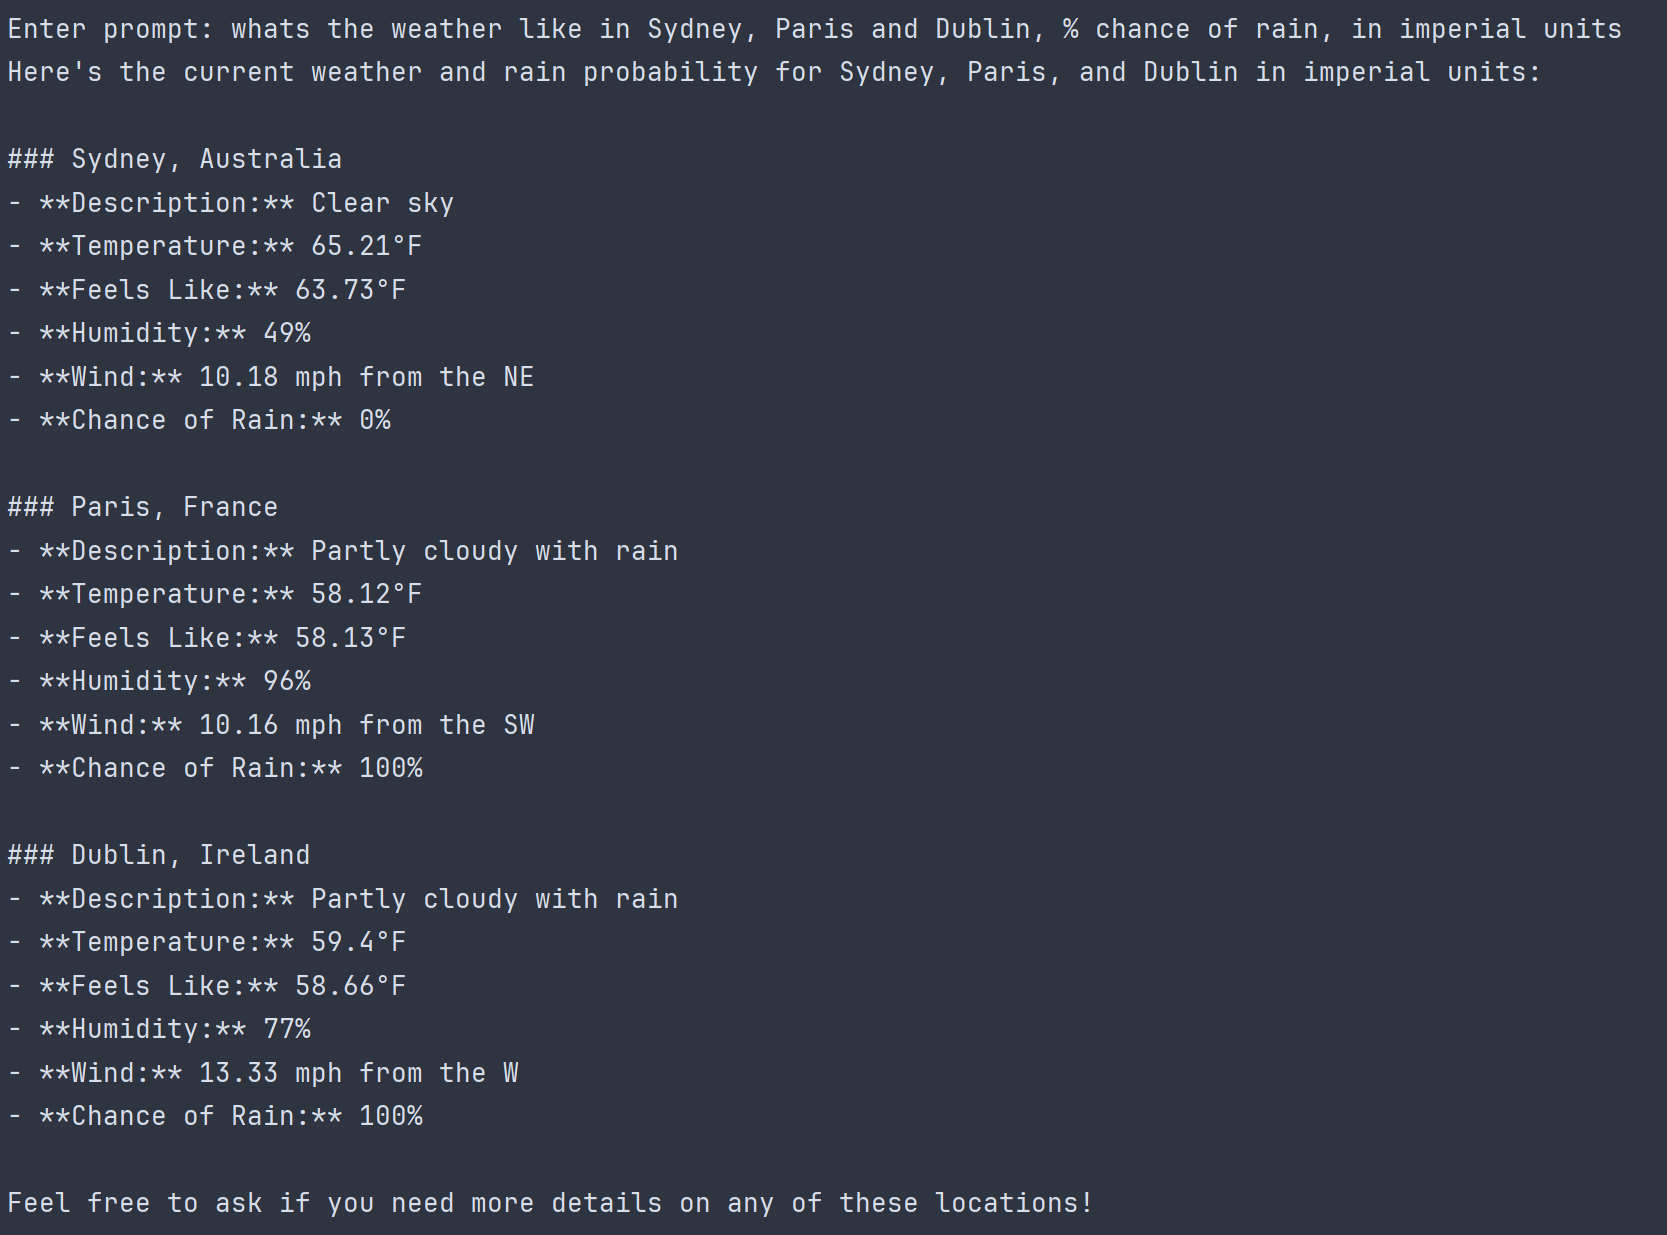 Enter prompt: whats the weather like in Sydney, Paris and Dublin, % chance of rain, in imperial units
Here's the current weather and rain probability for Sydney, Paris, and Dublin in imperial units:

### Sydney, Australia
- **Description:** Clear sky
- **Temperature:** 65.21°F
- **Feels Like:** 63.73°F
- **Humidity:** 49%
- **Wind:** 10.18 mph from the NE
- **Chance of Rain:** 0%

### Paris, France
- **Description:** Partly cloudy with rain
- **Temperature:** 58.12°F
- **Feels Like:** 58.13°F
- **Humidity:** 96%
- **Wind:** 10.16 mph from the SW
- **Chance of Rain:** 100%

### Dublin, Ireland
- **Description:** Partly cloudy with rain
- **Temperature:** 59.4°F
- **Feels Like:** 58.66°F
- **Humidity:** 77%
- **Wind:** 13.33 mph from the W
- **Chance of Rain:** 100%

Feel free to ask if you need more details on any of these locations!